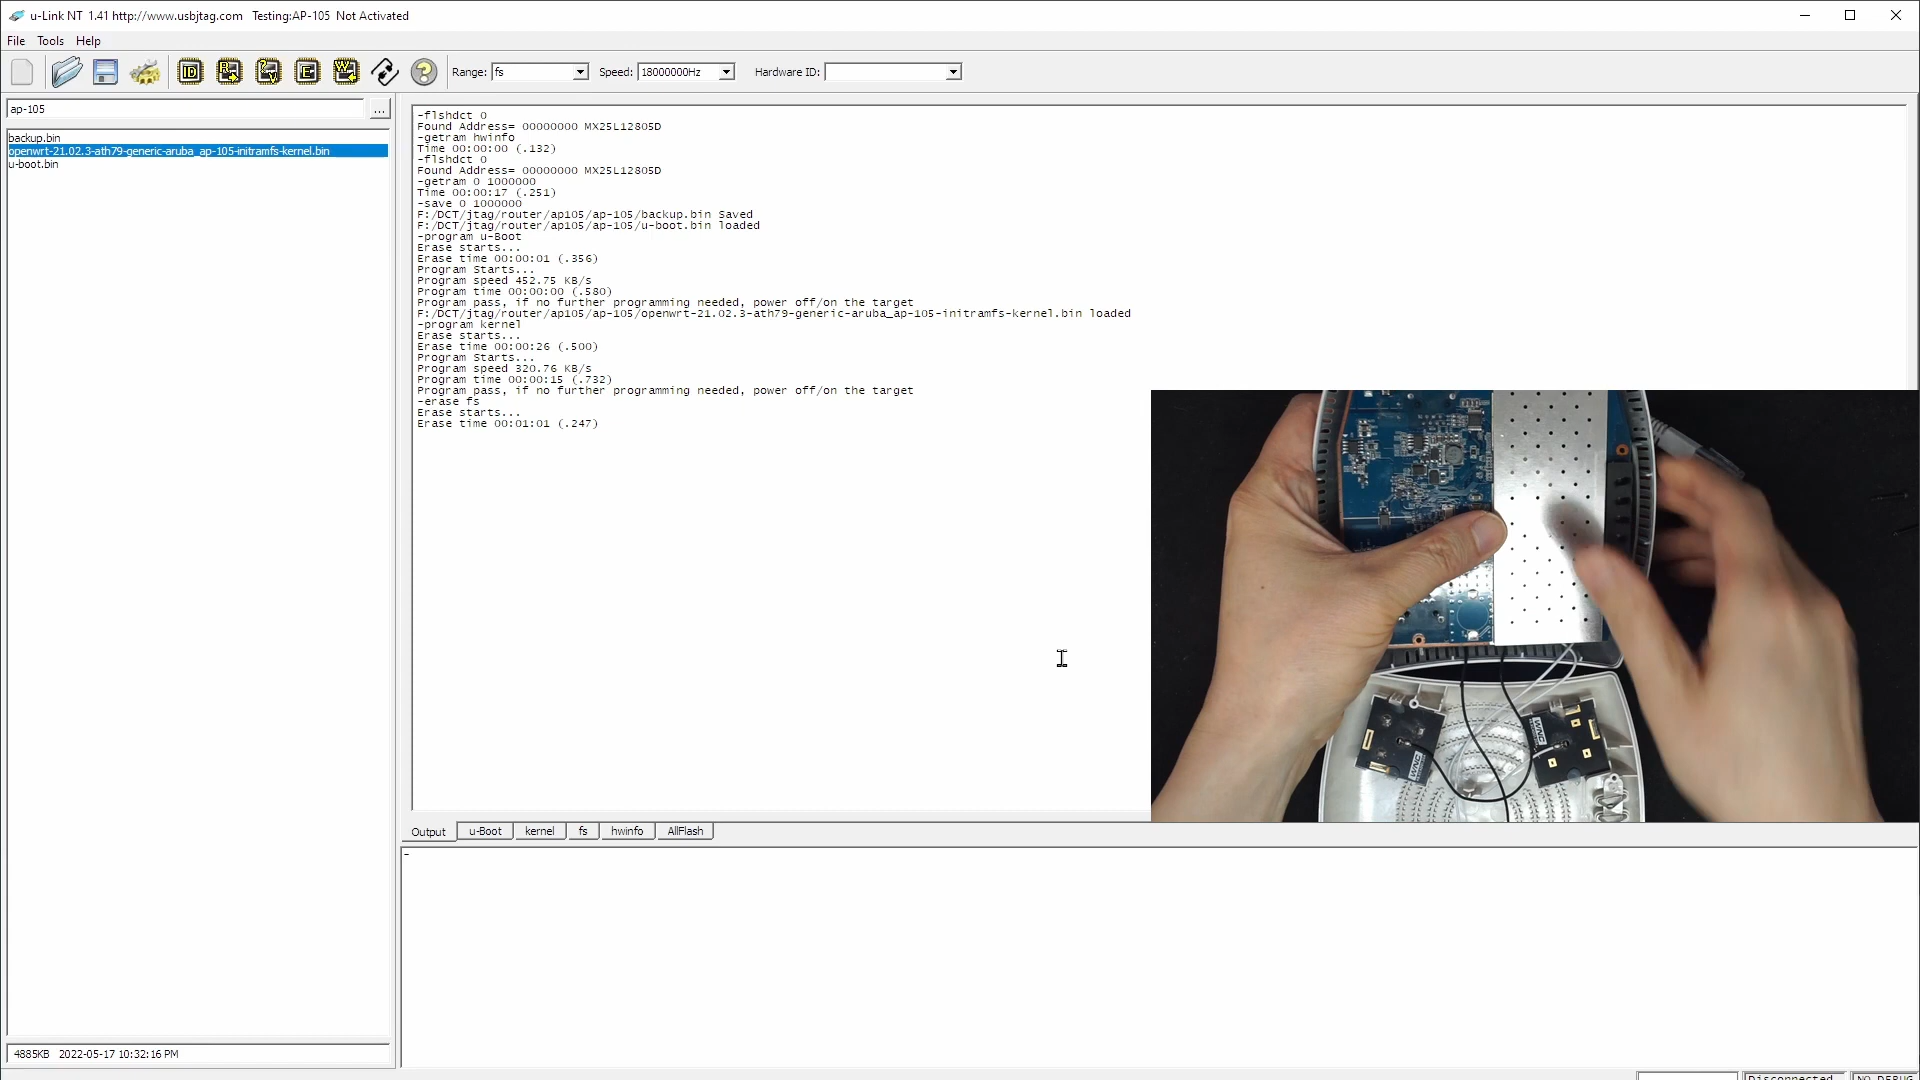 u-Link NT 1.41 http://www.usbjtag.com Testing:AP-105 Not Activated
File Tools Help
ID R V E W ?
Range: fs Speed: 18000000Hz Hardware ID:
ap-105 ...
backup.bin
openwrt-21.02.3-ath79-generic-aruba_ap-105-initramfs-kernel.bin
u-boot.bin
-flshdct 0
Found Address= 00000000 MX25L12805D
-getram hwinfo
Time 00:00:00 (.132)
-flshdct 0
Found Address= 00000000 MX25L12805D
-getram 0 1000000
Time 00:00:17 (.251)
-save 0 1000000
F:/DCT/jtag/router/ap105/ap-105/backup.bin Saved
F:/DCT/jtag/router/ap105/ap-105/u-boot.bin loaded
-program u-Boot
Erase starts...
Erase time 00:00:01 (.356)
Program Starts...
Program speed 452.75 KB/s
Program time 00:00:00 (.580)
Program pass, if no further programming needed, power off/on the target
F:/DCT/jtag/router/ap105/ap-105/openwrt-21.02.3-ath79-generic-aruba_ap-105-initramfs-kernel.bin loaded
-program kernel
Erase starts...
Erase time 00:00:26 (.500)
Program Starts...
Program speed 320.76 KB/s
Program time 00:00:15 (.732)
Program pass, if no further programming needed, power off/on the target
-erase fs
Erase starts...
Erase time 00:01:01 (.247)
WNC
WNC
Output u-Boot kernel fs hwinfo AllFlash
-
4885KB 2022-05-17 10:32:16 PM
Disconnected NO DEBUG